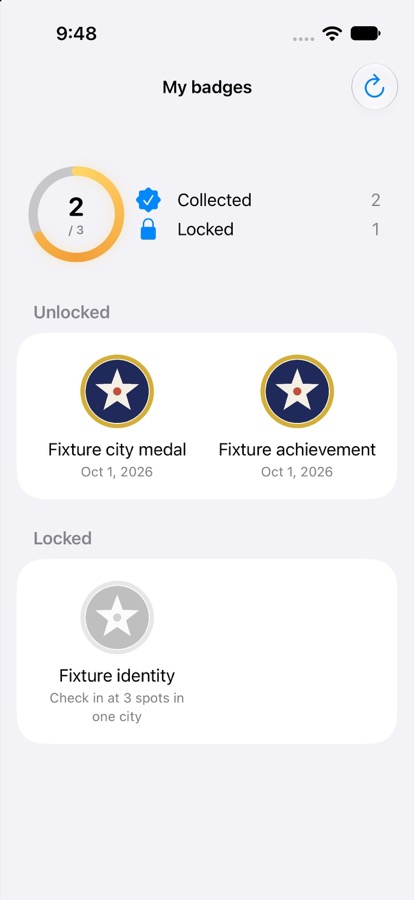 9:48
My badges
2
/ 3
Collected 2
Locked 1
Unlocked
Fixture city medal
Oct 1, 2026
Fixture achievement
Oct 1, 2026
Locked
Fixture identity
Check in at 3 spots in
one city